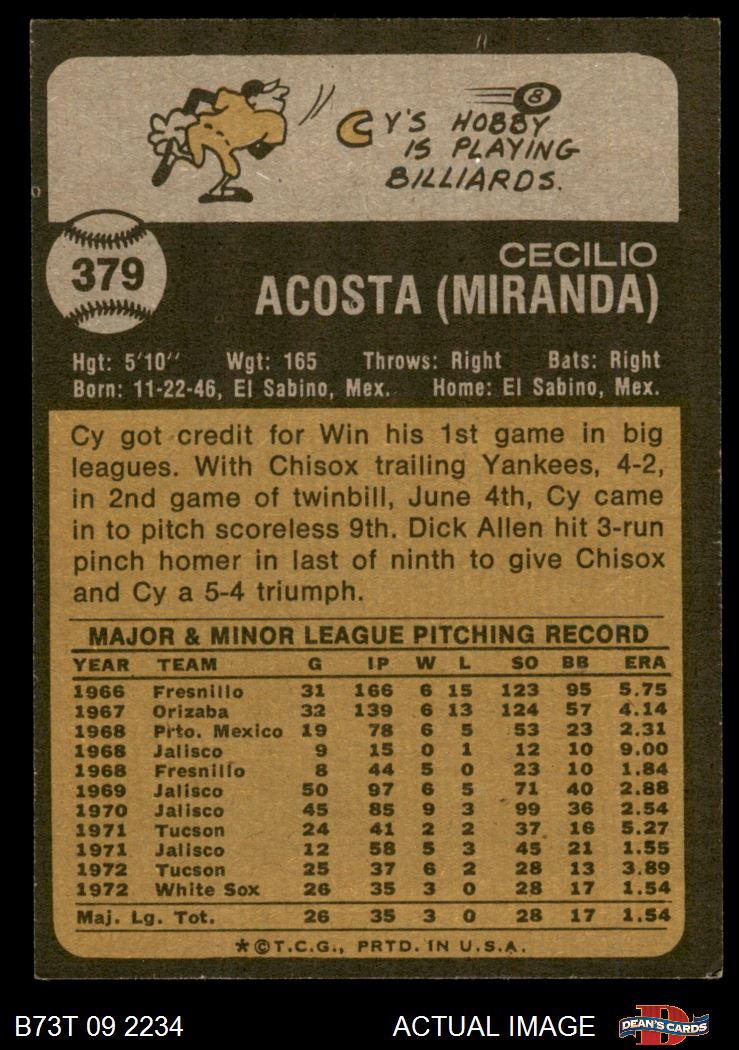 8
CY'S HOBBY
IS PLAYING
BILLIARDS.
379
CECILIO
ACOSTA (MIRANDA)
Hgt: 5'10" Wgt: 165 Throws: Right Bats: Right
Born: 11-22-46, El Sabino, Mex. Home: El Sabino, Mex.
Cy got credit for Win his 1st game in big
leagues. With Chisox trailing Yankees, 4-2,
in 2nd game of twinbill, June 4th, Cy came
in to pitch scoreless 9th. Dick Allen hit 3-run
pinch homer in last of ninth to give Chisox
and Cy a 5-4 triumph.
MAJOR & MINOR LEAGUE PITCHING RECORD
YEAR TEAM G IP W L SO BB ERA
1966 Fresnillo 31 166 6 15 123 95 5.75
1967 Orizaba 32 139 6 13 124 57 4.14
1968 Prto. Mexico 19 78 6 5 53 23 2.31
1968 Jalisco 9 15 0 1 12 10 9.00
1968 Fresnillo 8 44 5 0 23 10 1.84
1969 Jalisco 50 97 6 5 71 40 2.88
1970 Jalisco 45 85 9 3 99 36 2.54
1971 Tucson 24 41 2 2 37 16 5.27
1971 Jalisco 12 58 5 3 45 21 1.55
1972 Tucson 25 37 6 2 28 13 3.89
1972 White Sox 26 35 3 0 28 17 1.54
Maj. Lg. Tot. 26 35 3 0 28 17 1.54
*©T.C.G., PRTD. IN U.S.A.
B73T 09 2234 ACTUAL IMAGE
D
DEAN'S CARDS